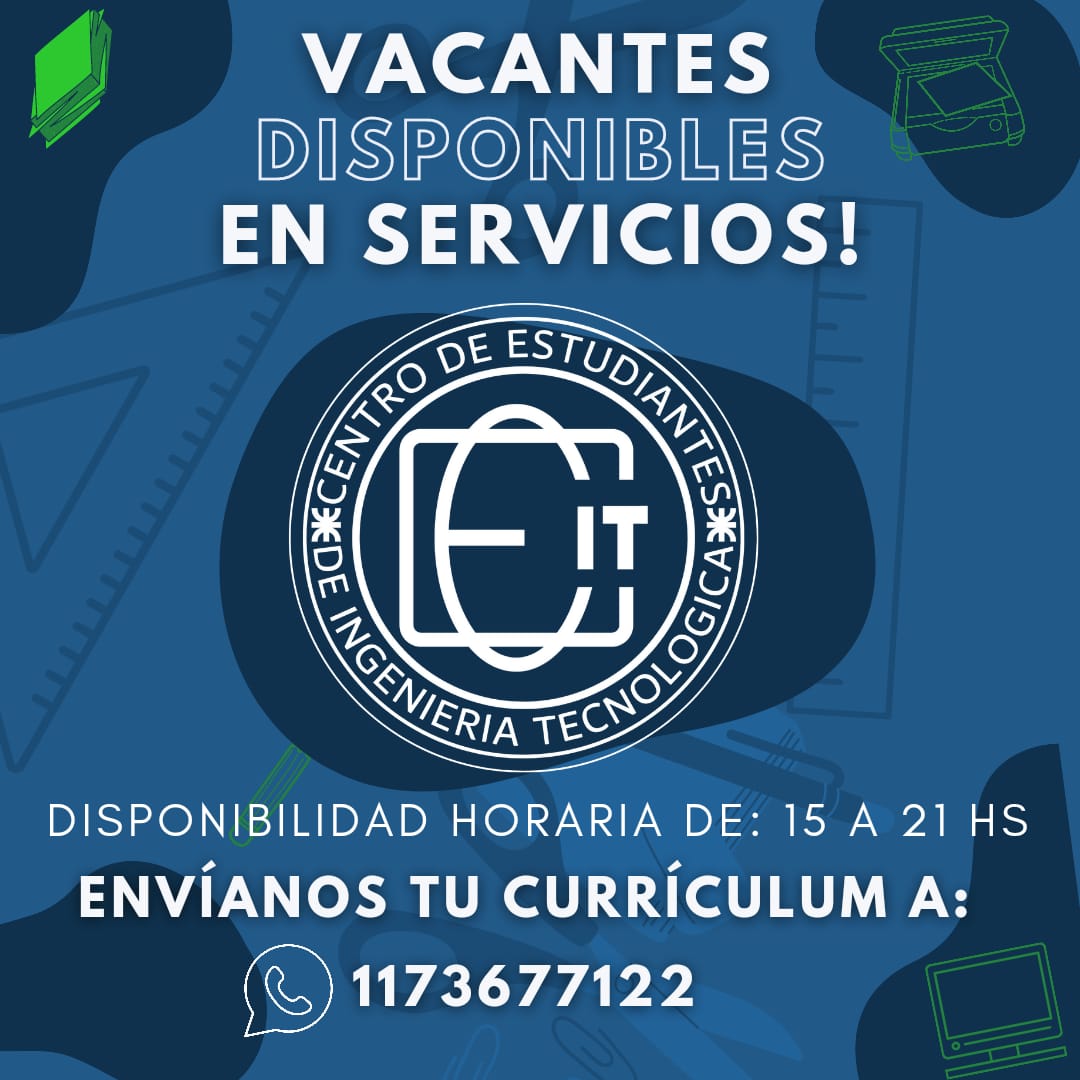 VACANTES
DISPONIBLES
EN SERVICIOS!
CENTRO DE ESTUDIANTES
DE INGENIERIA TECNOLOGICA
CE IT
DISPONIBILIDAD HORARIA DE: 15 A 21 HS
ENVÍANOS TU CURRÍCULUM A:
1173677122